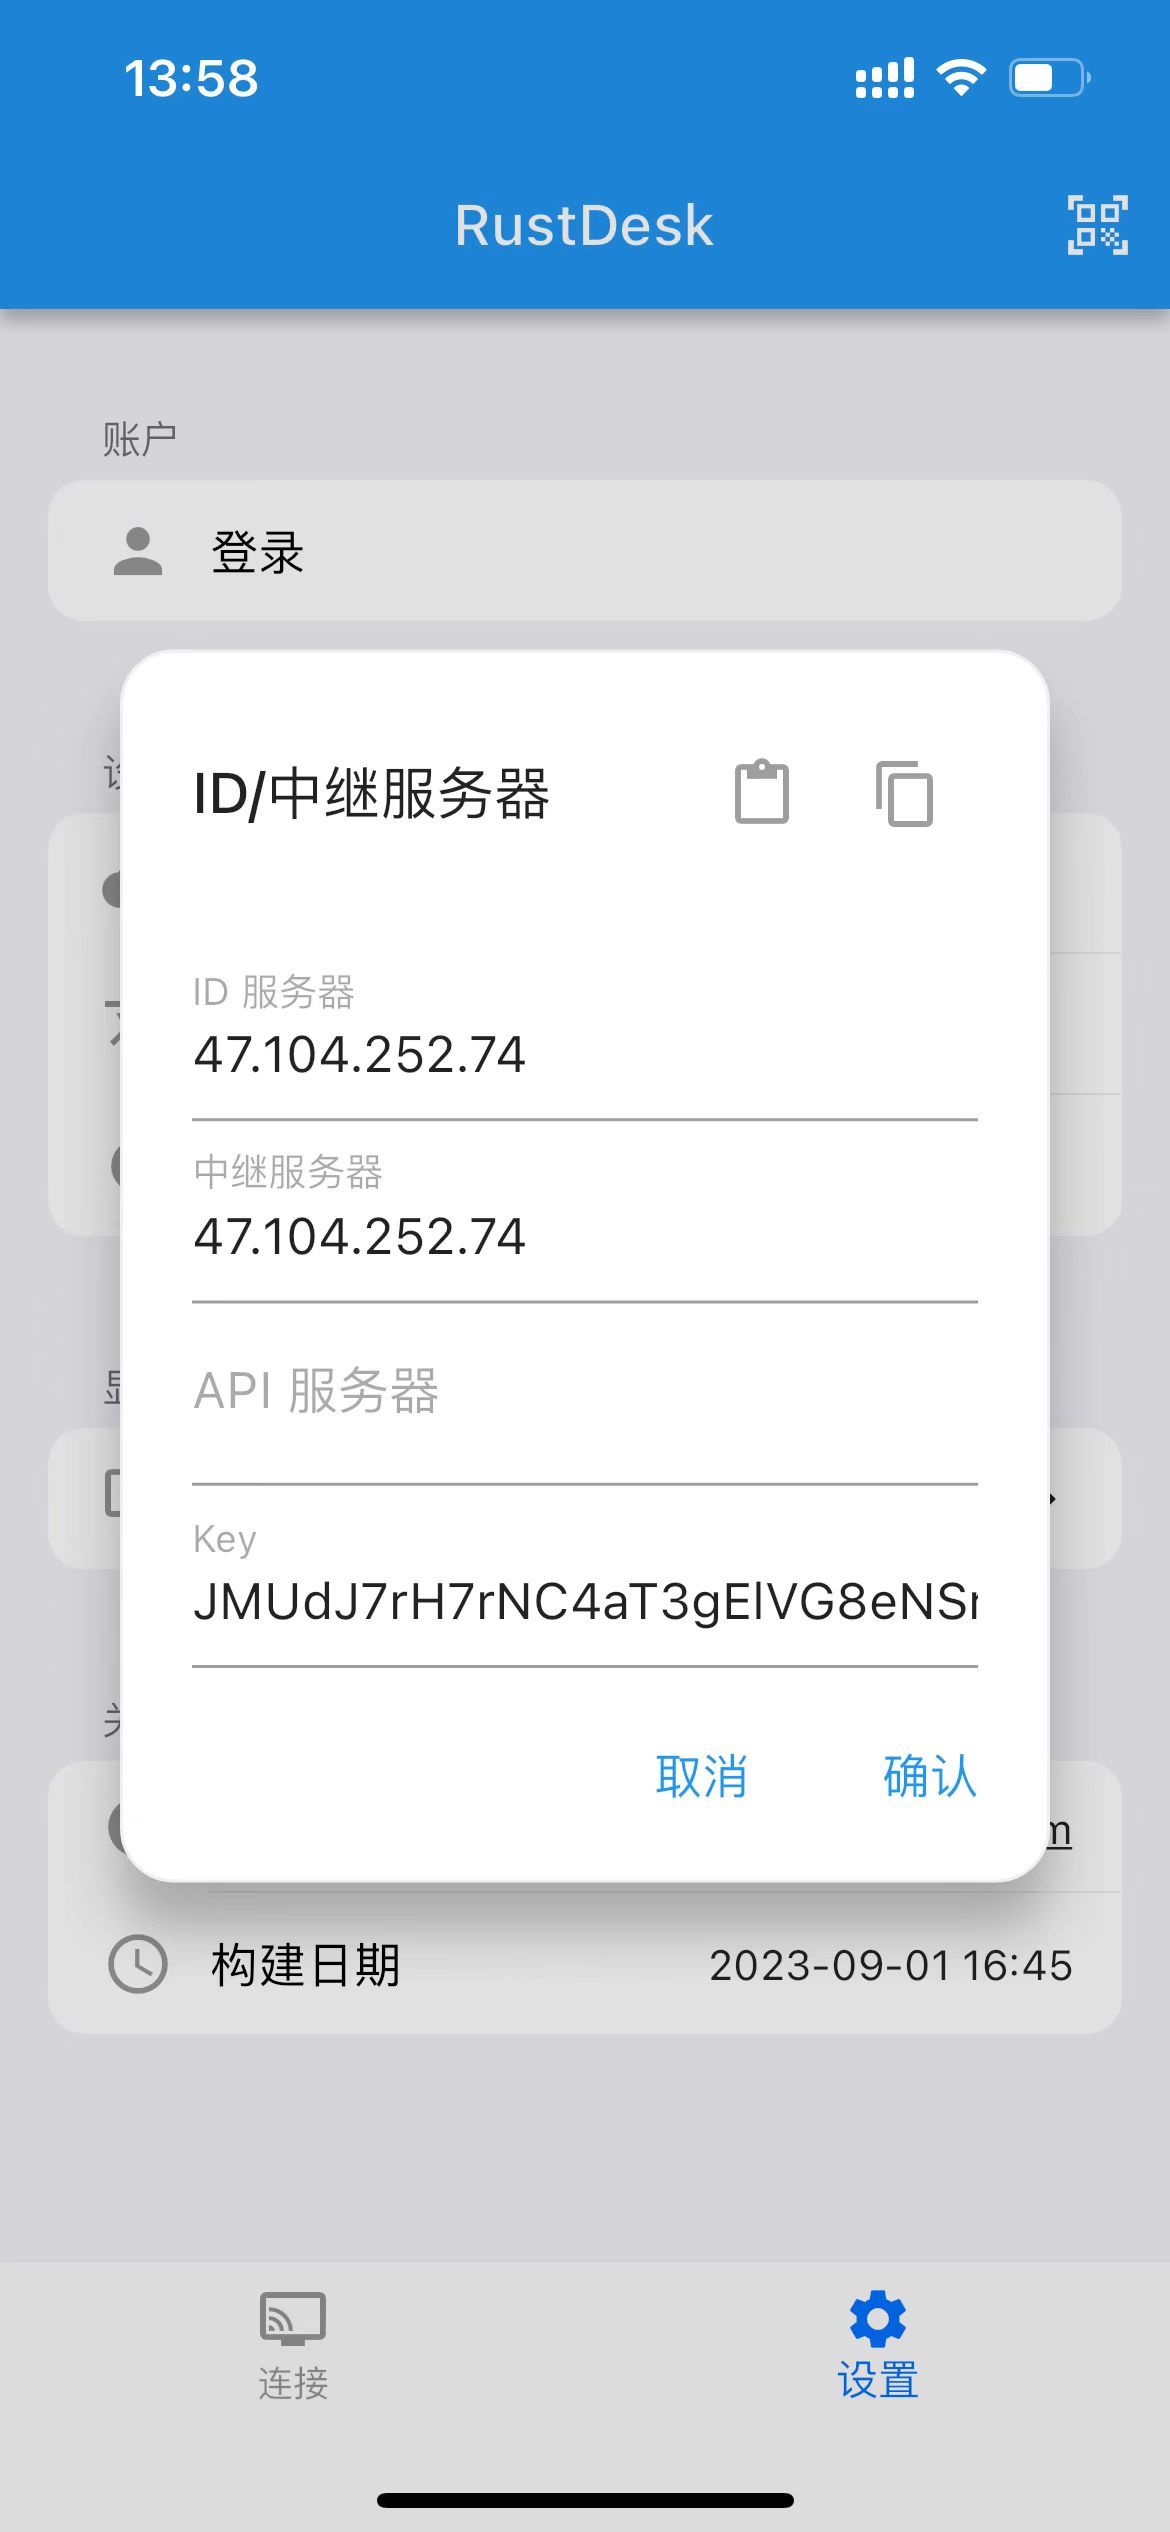 13:58
RustDesk
账户
登录
ID/中继服务器
ID 服务器
47.104.252.74
中继服务器
47.104.252.74
API 服务器
Key
JMUdJ7rH7rNC4aT3gElVG8eNSr
取消
确认
m
构建日期
2023-09-01 16:45
连接
设置